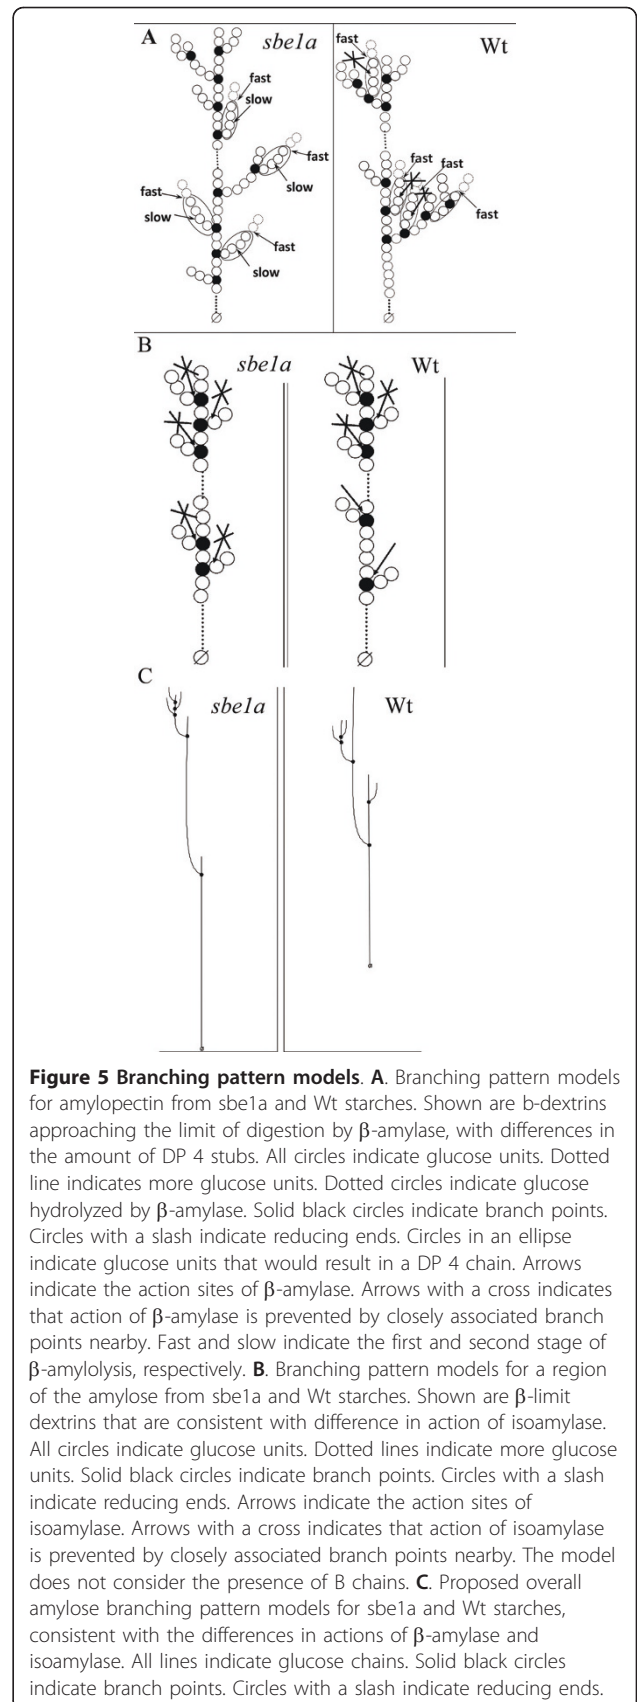 A
sbe1a
Wt
fast
slow
fast
slow
fast
slow
fast
slow
fast
fast
fast
fast
B
sbe1a
Wt
C
sbe1a
Wt
Figure 5 Branching pattern models. A. Branching pattern models
for amylopectin from sbe1a and Wt starches. Shown are b-dextrins
approaching the limit of digestion by β-amylase, with differences in
the amount of DP 4 stubs. All circles indicate glucose units. Dotted
line indicates more glucose units. Dotted circles indicate glucose
hydrolyzed by β-amylase. Solid black circles indicate branch points.
Circles with a slash indicate reducing ends. Circles in an ellipse
indicate glucose units that would result in a DP 4 chain. Arrows
indicate the action sites of β-amylase. Arrows with a cross indicates
that action of β-amylase is prevented by closely associated branch
points nearby. Fast and slow indicate the first and second stage of
β-amylolysis, respectively. B. Branching pattern models for a region
of the amylose from sbe1a and Wt starches. Shown are β-limit
dextrins that are consistent with difference in action of isoamylase.
All circles indicate glucose units. Dotted lines indicate more glucose
units. Solid black circles indicate branch points. Circles with a slash
indicate reducing ends. Arrows indicate the action sites of
isoamylase. Arrows with a cross indicates that action of isoamylase
is prevented by closely associated branch points nearby. The model
does not consider the presence of B chains. C. Proposed overall
amylose branching pattern models for sbe1a and Wt starches,
consistent with the differences in actions of β-amylase and
isoamylase. All lines indicate glucose chains. Solid black circles
indicate branch points. Circles with a slash indicate reducing ends.